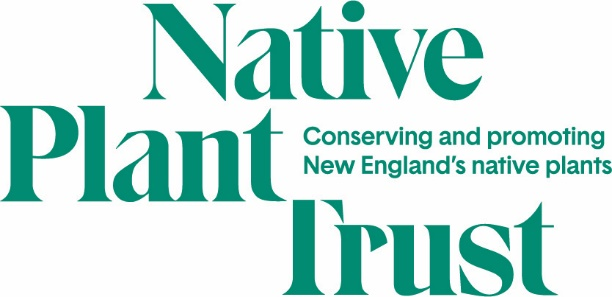 Native
Plant
Conserving and promoting
New England's native plants
Trust